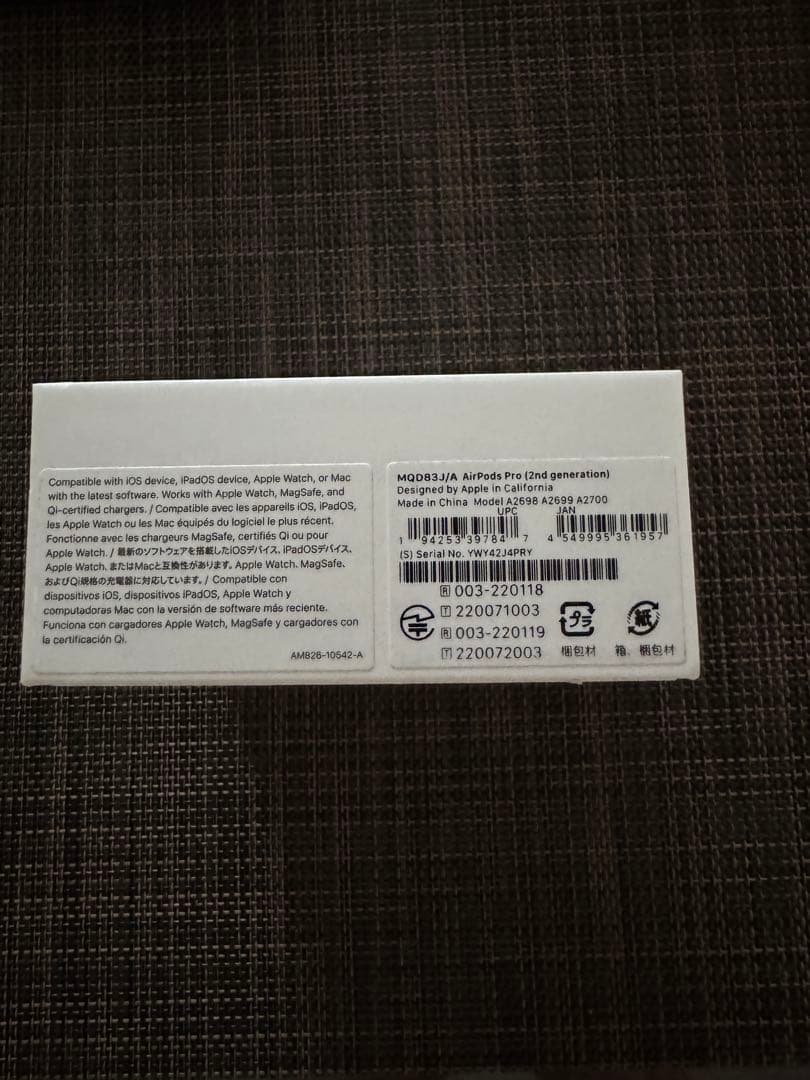 Compatible with iOS device, iPadOS device, Apple Watch, or Mac
with the latest software. Works with Apple Watch, MagSafe, and
Qi-certified chargers. / Compatible avec les appareils iOS, iPadOS,
les Apple Watch ou les Mac équipés du logiciel le plus récent.
Fonctionne avec les chargeurs MagSafe, certifiés Qi ou pour
Apple Watch. / 最新のソフトウェアを搭載したiOSデバイス、iPadOSデバイス、
Apple Watch、またはMacと互換性があります。Apple Watch、MagSafe、
およびQi規格の充電器に対応しています。/ Compatible con
dispositivos iOS, dispositivos iPadOS, Apple Watch y
computadoras Mac con la versión de software más reciente.
Funciona con cargadores Apple Watch, MagSafe y cargadores con
la certificación Qi.
AM826-10542-A
MQD83J/A AirPods Pro (2nd generation)
Designed by Apple in California
Made in China Model A2698 A2699 A2700
UPC JAN
1 94253 39784 7 4 549995 361957
(S) Serial No. YWY42J4PRY
R 003-220118
T 220071003
R 003-220119
T 220072003
プラ 紙
梱包材 箱、梱包材